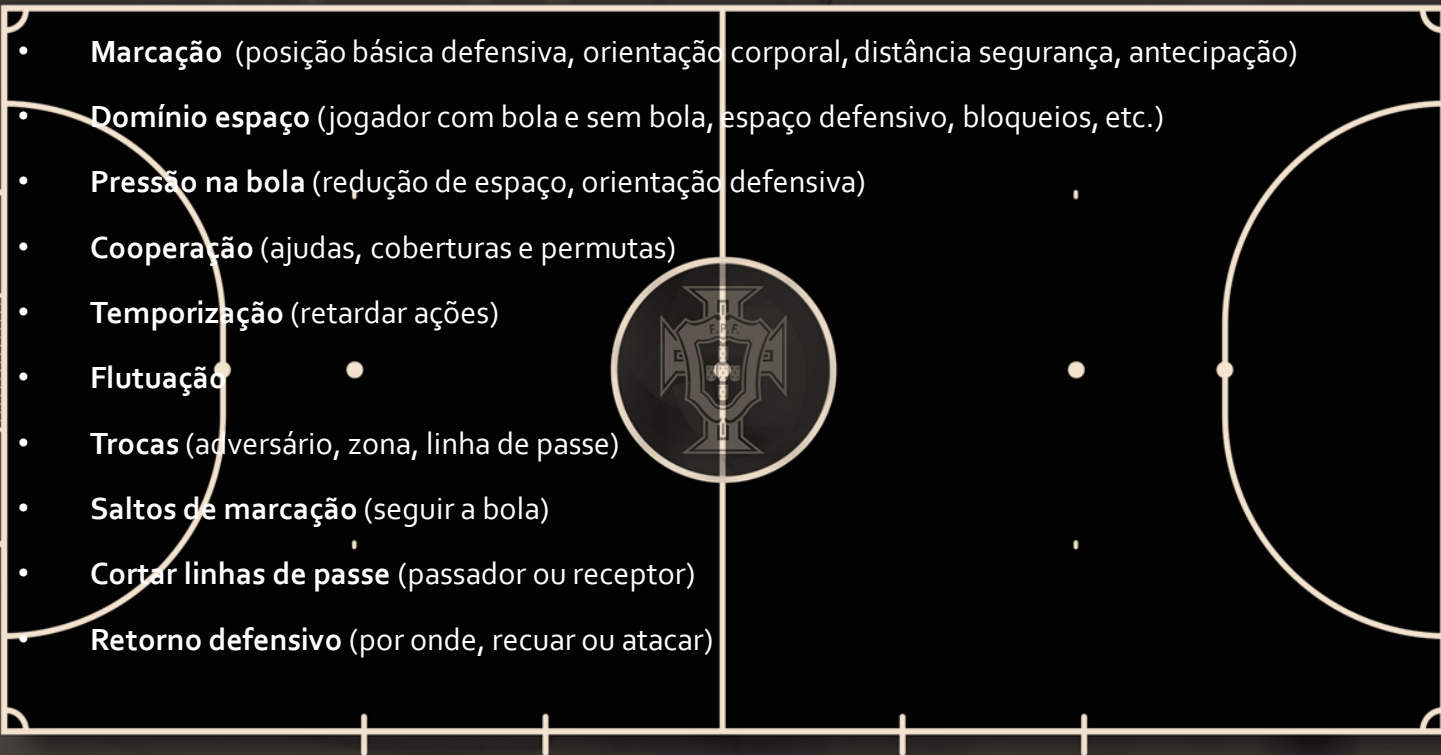 • Marcação (posição básica defensiva, orientação corporal, distância segurança, antecipação)
• Domínio espaço (jogador com bola e sem bola, espaço defensivo, bloqueios, etc.)
• Pressão na bola (redução de espaço, orientação defensiva)
• Cooperação (ajudas, coberturas e permutas)
• Temporização (retardar ações)
F.P.F.
• Flutuação
• Trocas (adversário, zona, linha de passe)
• Saltos de marcação (seguir a bola)
• Cortar linhas de passe (passador ou receptor)
• Retorno defensivo (por onde, recuar ou atacar)